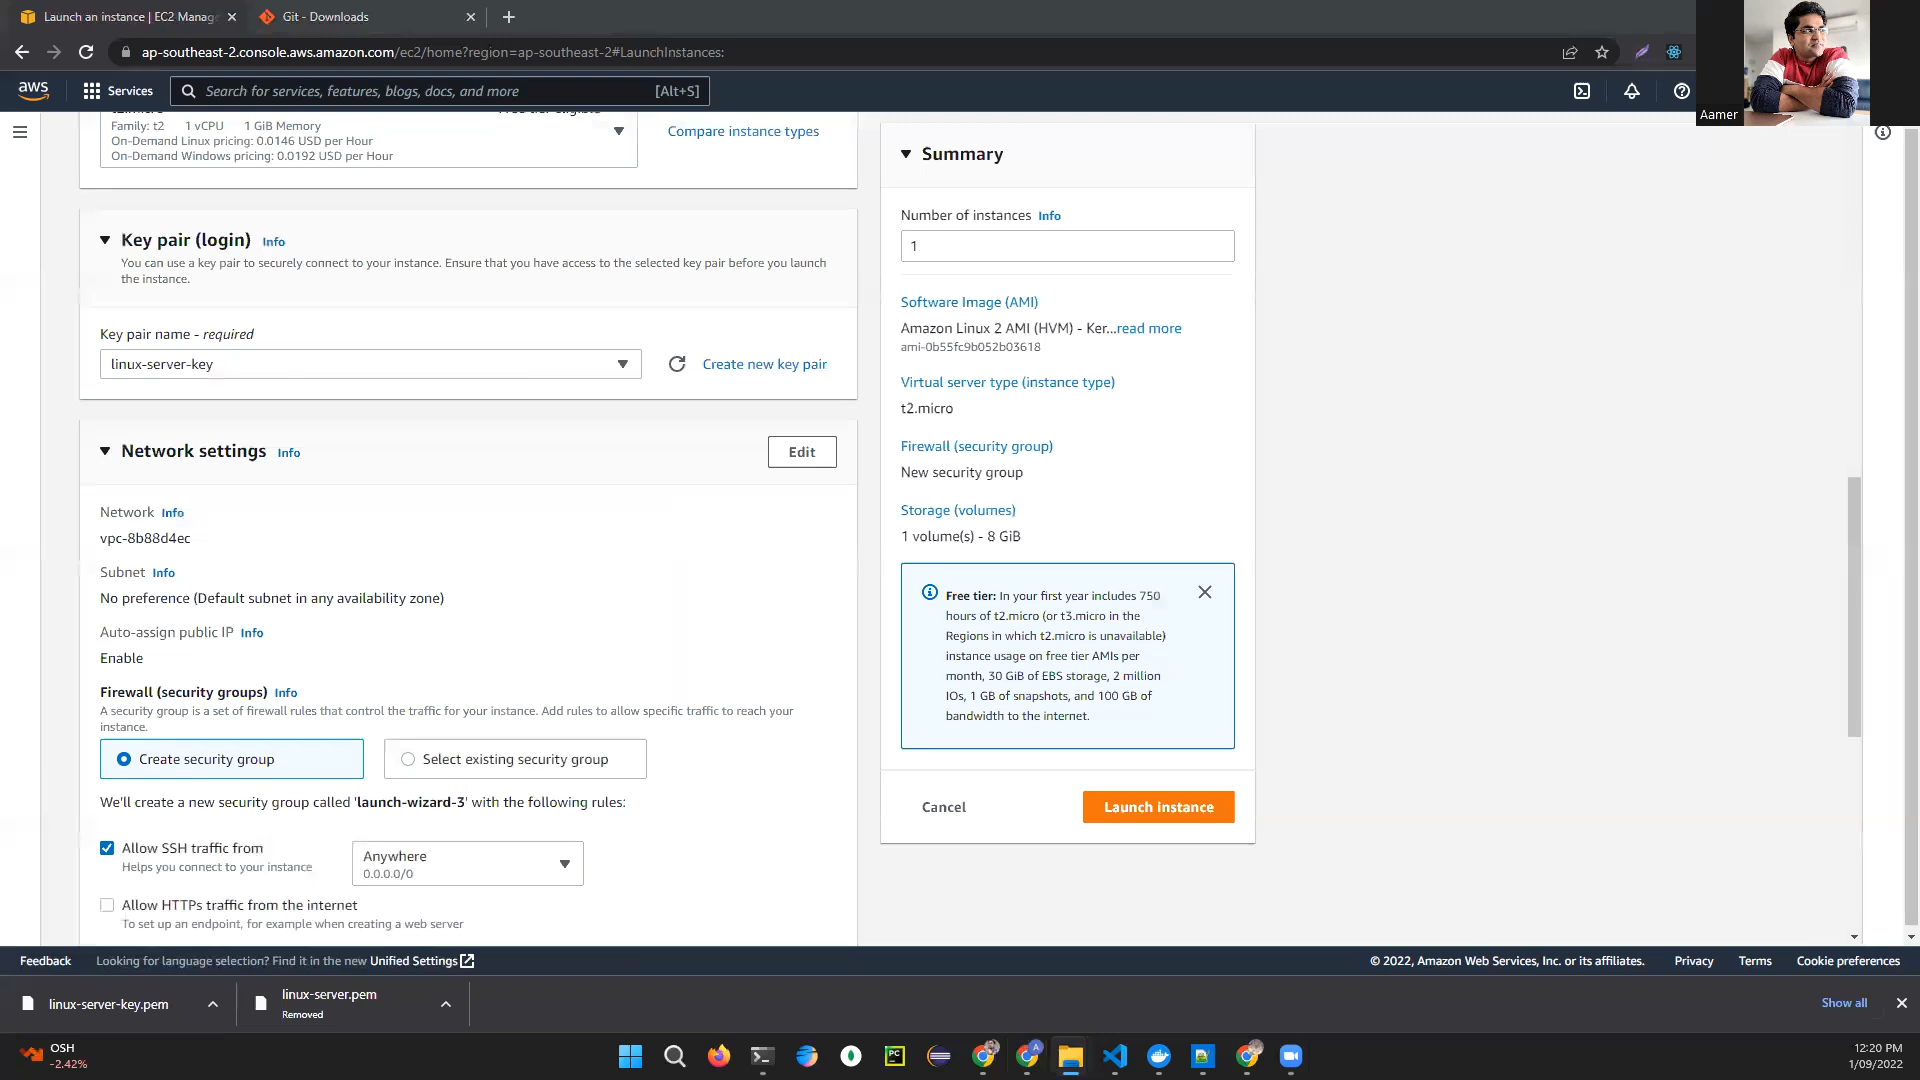 Launch an instance | EC2 Manag
Git - Downloads
ap-southeast-2.console.aws.amazon.com/ec2/home?region=ap-southeast-2#LaunchInstances:
aws
Services
Search for services, features, blogs, docs, and more
[Alt+S]
Aamer
Family: t2 1 vCPU 1 GiB Memory
On-Demand Linux pricing: 0.0146 USD per Hour
On-Demand Windows pricing: 0.0192 USD per Hour
Compare instance types
Key pair (login) Info
You can use a key pair to securely connect to your instance. Ensure that you have access to the selected key pair before you launch
the instance.
Key pair name - required
linux-server-key
Create new key pair
Network settings Info
Edit
Network Info
vpc-8b88d4ec
Subnet Info
No preference (Default subnet in any availability zone)
Auto-assign public IP Info
Enable
Firewall (security groups) Info
A security group is a set of firewall rules that control the traffic for your instance. Add rules to allow specific traffic to reach your
instance.
Create security group
Select existing security group
We'll create a new security group called 'launch-wizard-3' with the following rules:
Allow SSH traffic from
Helps you connect to your instance
Anywhere
0.0.0.0/0
Allow HTTPs traffic from the internet
To set up an endpoint, for example when creating a web server
Summary
Number of instances Info
1
Software Image (AMI)
Amazon Linux 2 AMI (HVM) - Ker...read more
ami-0b55fc9b052b03618
Virtual server type (instance type)
t2.micro
Firewall (security group)
New security group
Storage (volumes)
1 volume(s) - 8 GiB
Free tier: In your first year includes 750
hours of t2.micro (or t3.micro in the
Regions in which t2.micro is unavailable)
instance usage on free tier AMIs per
month, 30 GiB of EBS storage, 2 million
IOs, 1 GB of snapshots, and 100 GB of
bandwidth to the internet.
Cancel
Launch instance
Feedback
Looking for language selection? Find it in the new Unified Settings
© 2022, Amazon Web Services, Inc. or its affiliates.
Privacy
Terms
Cookie preferences
linux-server-key.pem
linux-server.pem
Removed
Show all
OSH
-2.42%
PC
A
12:20 PM
1/09/2022